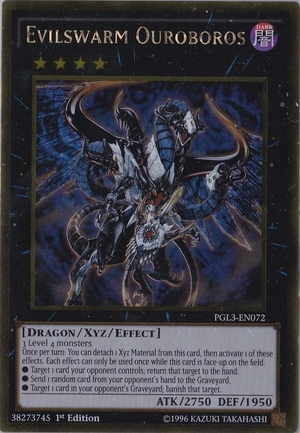 EVILSWARM OUROBOROS
DARK
闇
PGL3-EN072
[DRAGON/XYZ/EFFECT]
3 Level 4 monsters
Once per turn: You can detach 1 Xyz Material from this card, then activate 1 of these
effects. Each effect can only be used once while this card is face-up on the field.
● Target 1 card your opponent controls; return that target to the hand.
● Send 1 random card from your opponent's hand to the Graveyard.
● Target 1 card in your opponent's Graveyard; banish that target.
ATK/2750 DEF/1950
38273745 1st Edition ©1996 KAZUKI TAKAHASHI